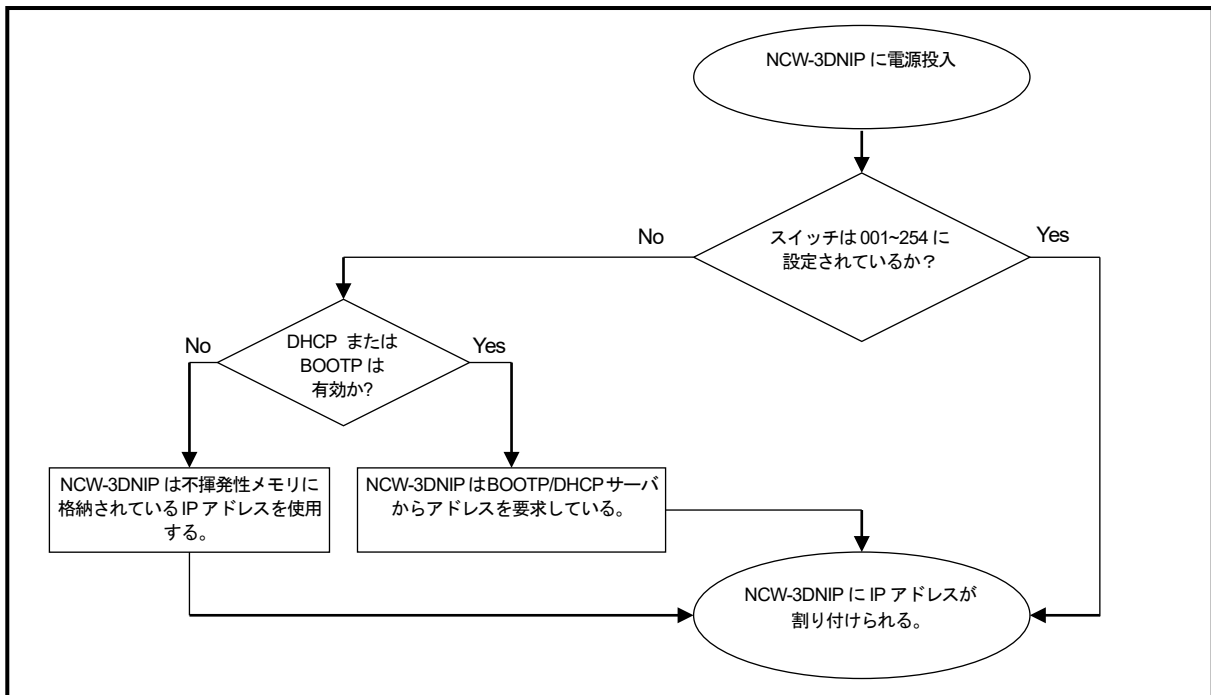 NCW-3DNIP に電源投入
スイッチは 001~254 に
設定されているか？
No
Yes
DHCP または
BOOTP は
有効か?
No
Yes
NCW-3DNIP は不揮発性メモリに
格納されている IP アドレスを使用
する。
NCW-3DNIP はBOOTP/DHCP サーバ
からアドレスを要求している。
NCW-3DNIP に IP アドレスが
割り付けられる。